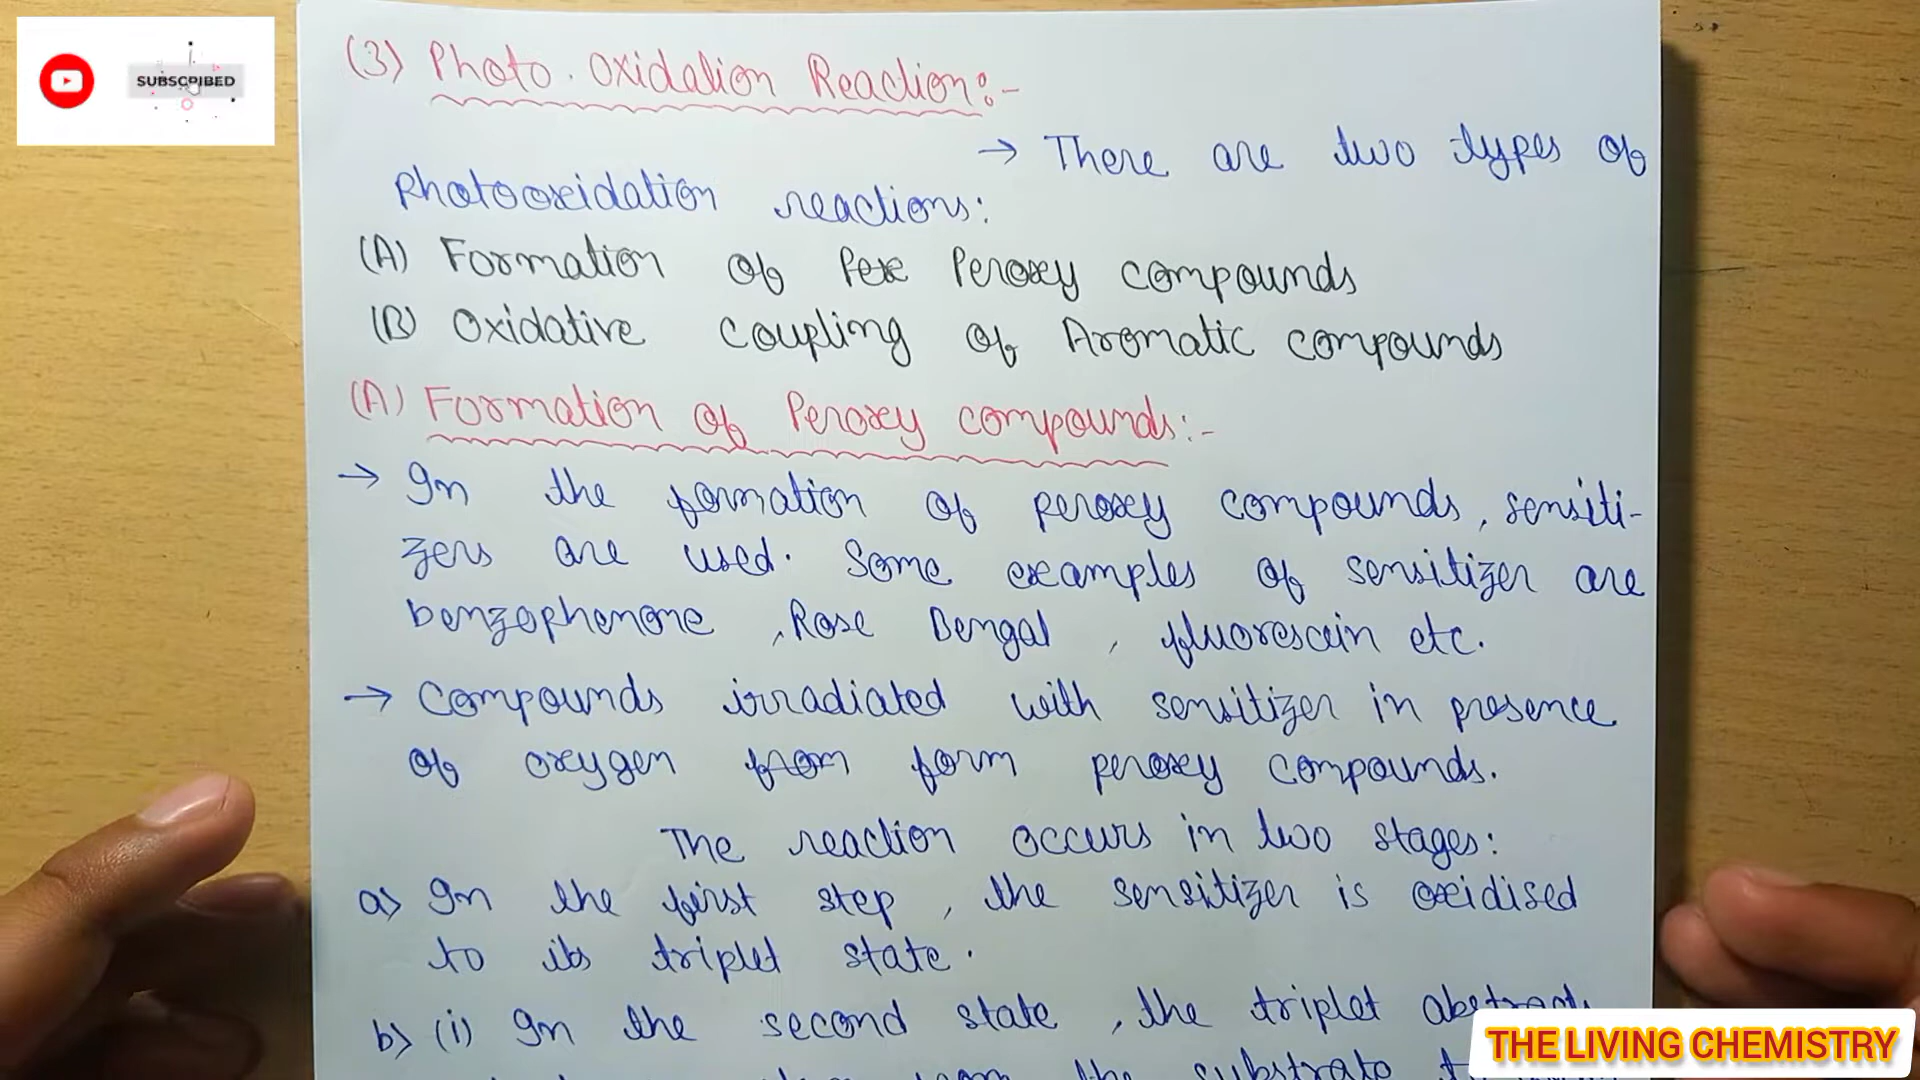 SUBSCRIBED
(3) Photo. Oxidation Reaction:-
→ There are two types of
Photooxidation reactions:
(A) Formation of Pex Peroxy compounds
(B) Oxidative Coupling of Aromatic compounds
(A) Formation of Peroxy compounds:-
→ In the formation of peroxy compounds, sensiti-
zers are used. Some examples of sensitizer are
benzophenone, Rose Bengal, fluorescein etc.
→ Compounds irradiated with sensitizer in presence
of oxygen from form peroxy compounds.
The reaction occurs in two stages:
a) In the first step, the sensitizer is oxidised
to its triplet state.
b) (i) In the second state, the triplet
the substrate
THE LIVING CHEMISTRY